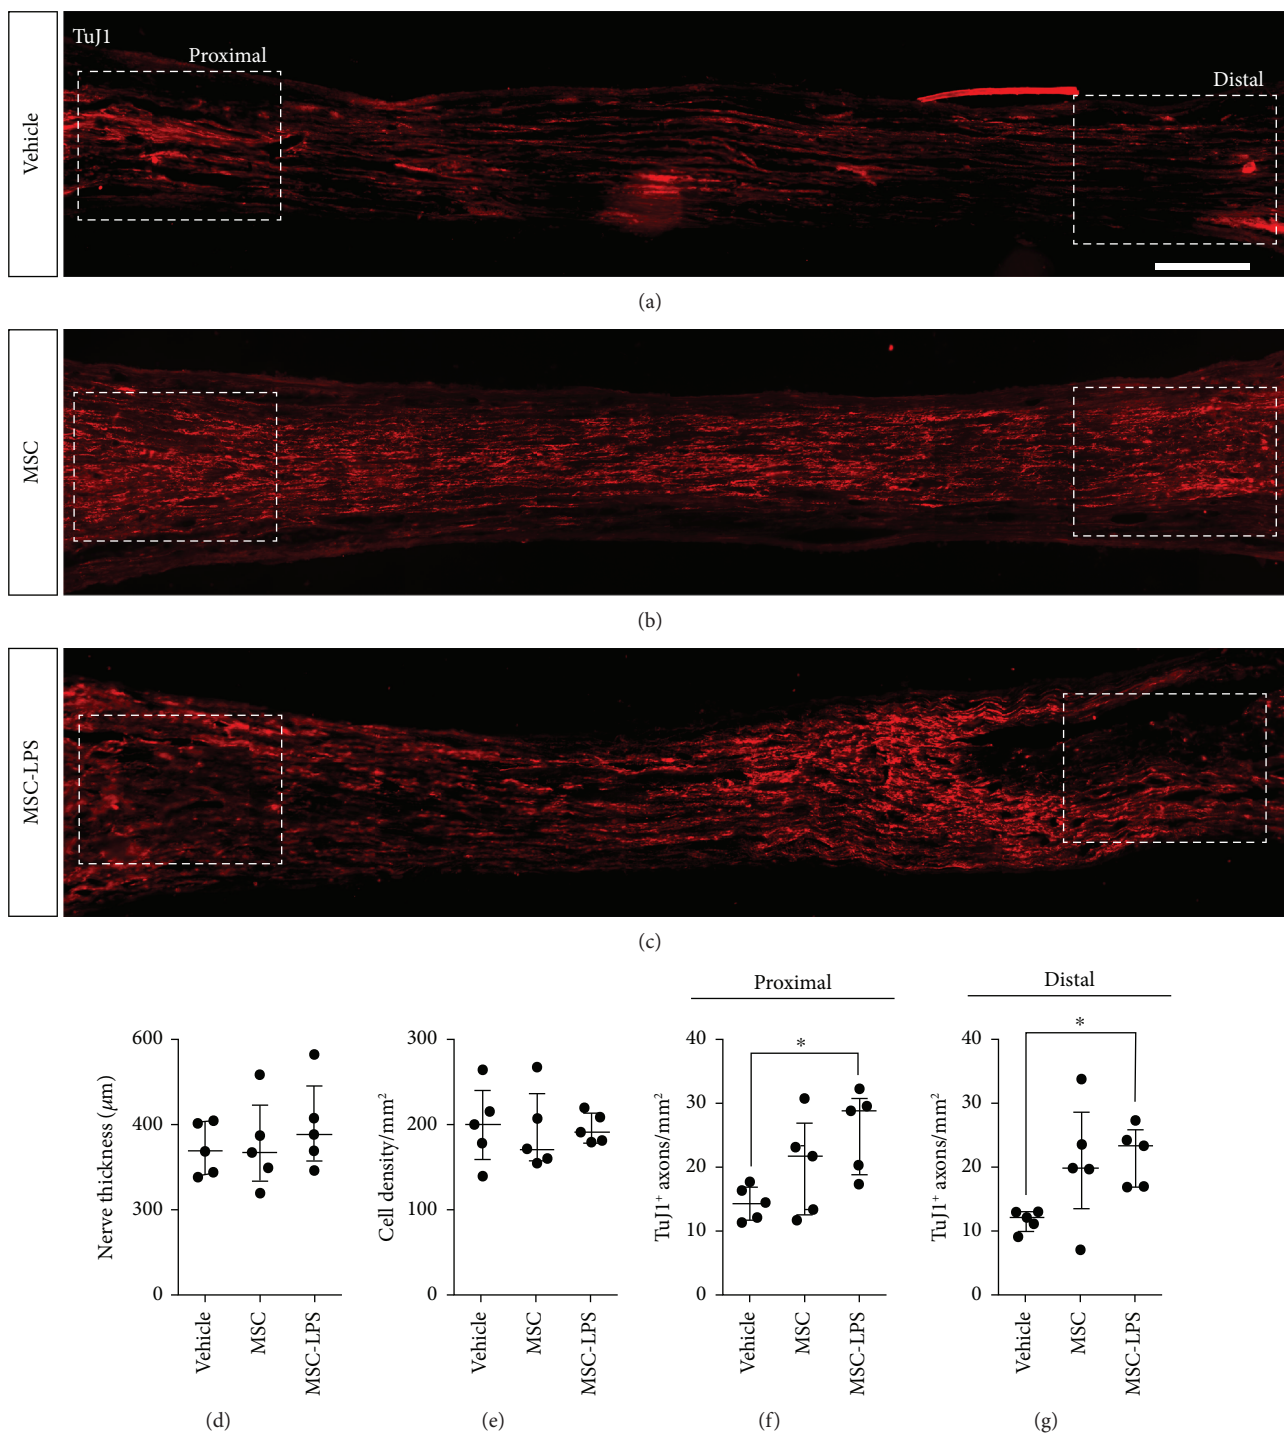 Vehicle
TuJ1
Proximal
Distal
(a)
MSC
(b)
MSC-LPS
(c)
Nerve thickness (μm)
600
400
300
0
Vehicle
MSC
MSC-LPS
(d)
Cell density/mm²
300
200
100
0
Vehicle
MSC
MSC-LPS
(e)
Proximal
TuJ1⁺ axons/mm²
40
30
20
10
0
*
Vehicle
MSC
MSC-LPS
(f)
Distal
TuJ1⁺ axons/mm²
40
30
20
10
0
*
Vehicle
MSC
MSC-LPS
(g)